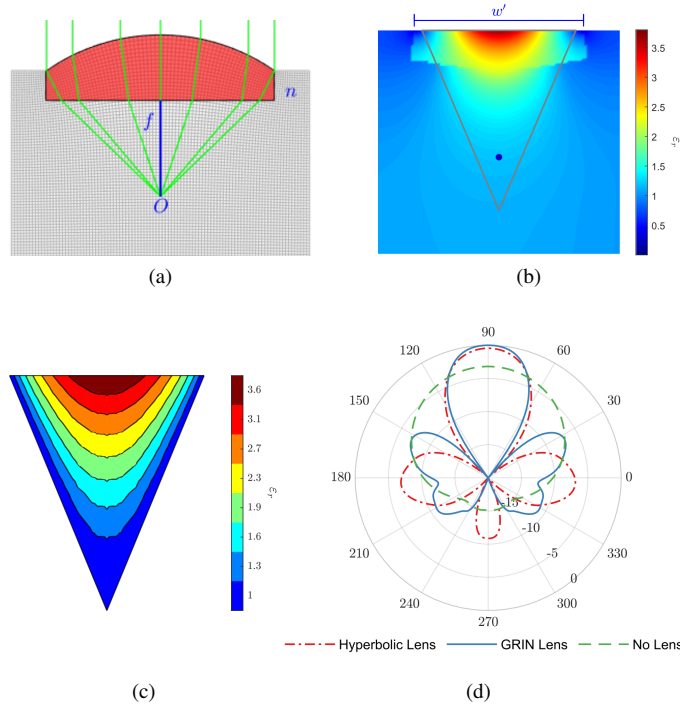 w′
n
f
O
3.5
3
2.5
2
1.5
1
0.5
εr
(a)
(b)
3.6
3.1
2.7
2.3
1.9
1.6
1.3
1
εr
90
120
60
150
30
180
0
210
330
240
300
270
-15
-10
-5
0
Hyperbolic Lens
GRIN Lens
No Lens
(c)
(d)